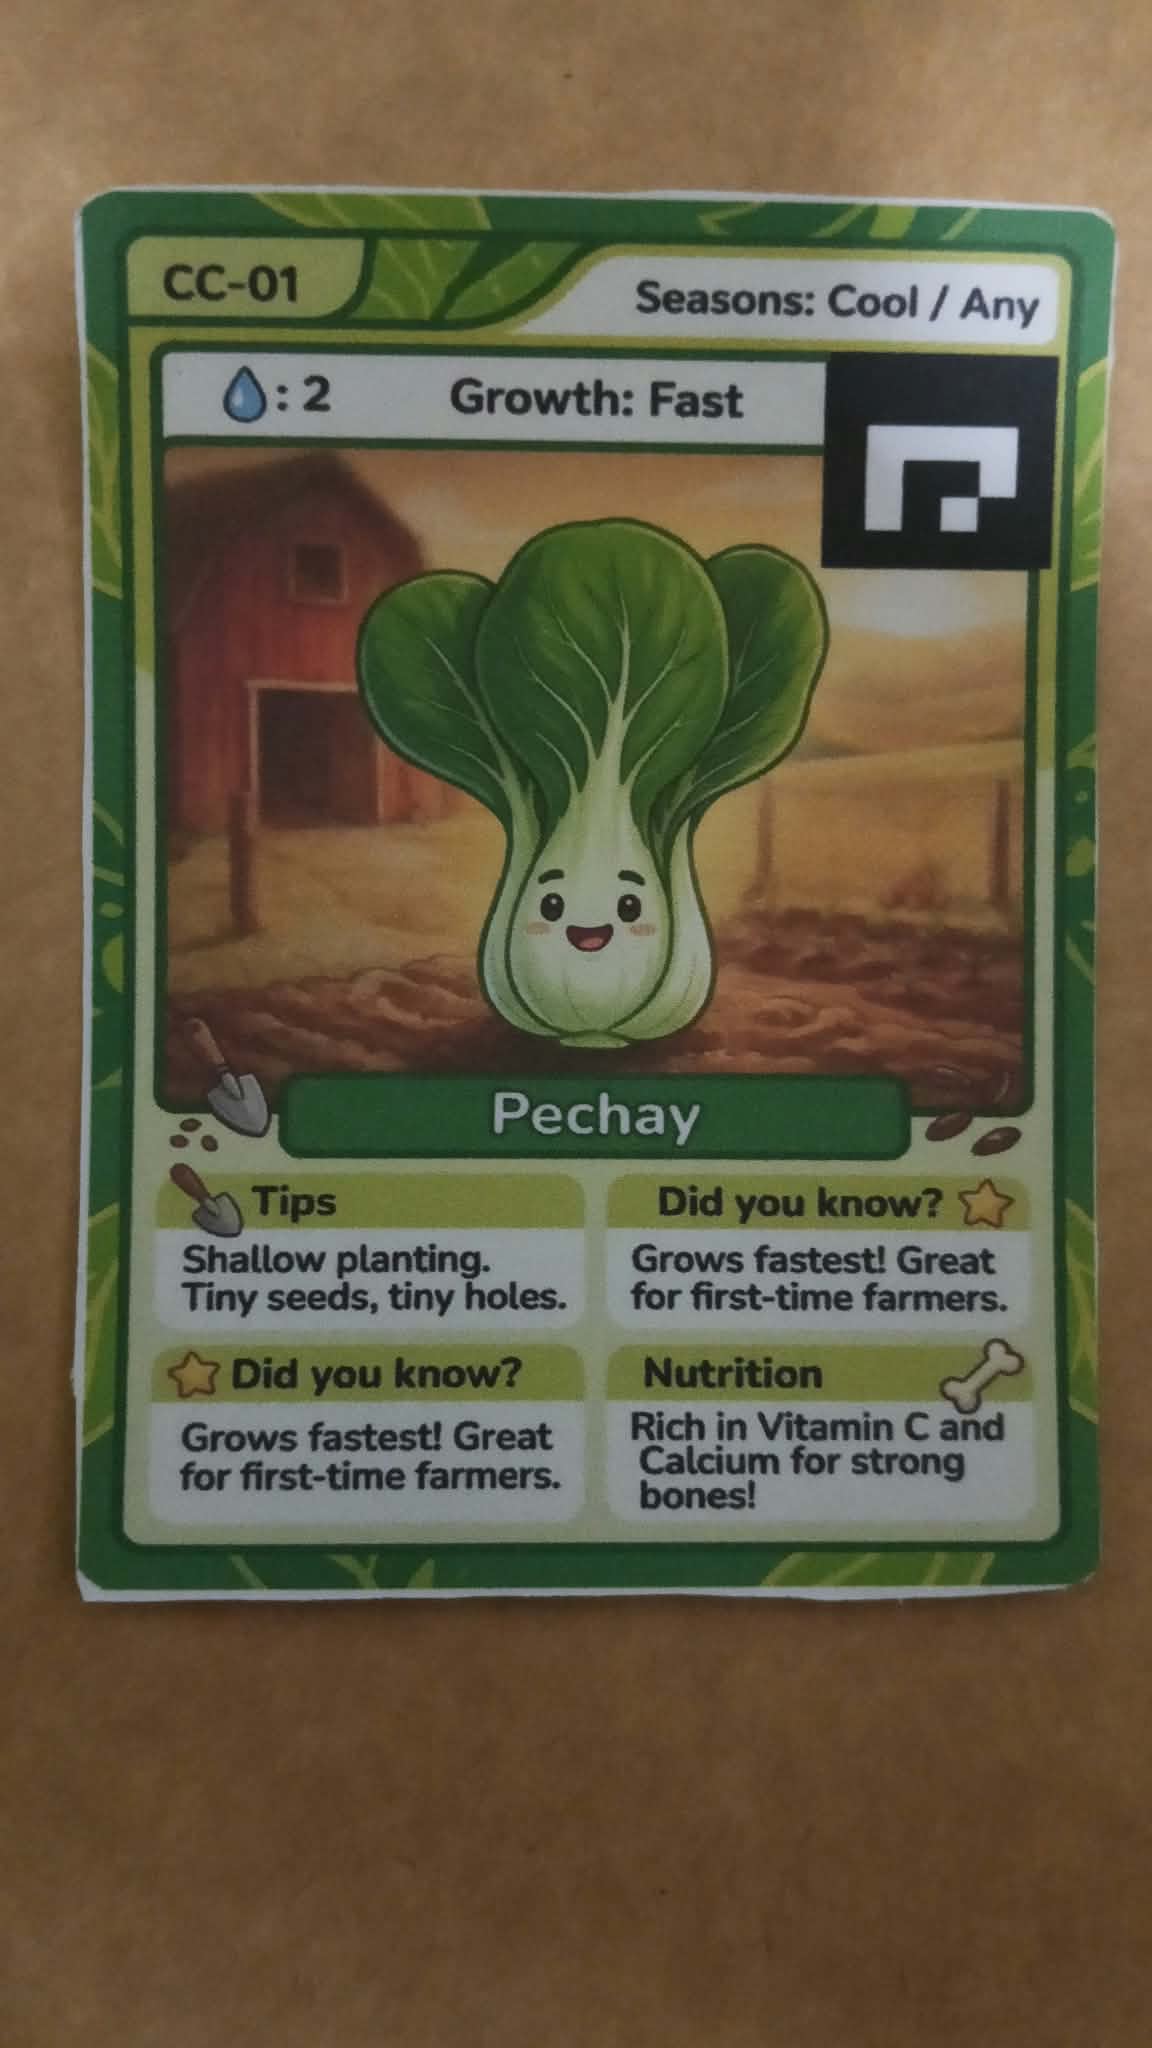 CC-01
Seasons: Cool / Any
: 2
Growth: Fast
Pechay
Tips
Shallow planting.
Tiny seeds, tiny holes.
Did you know?
Grows fastest! Great
for first-time farmers.
Did you know?
Grows fastest! Great
for first-time farmers.
Nutrition
Rich in Vitamin C and
Calcium for strong
bones!